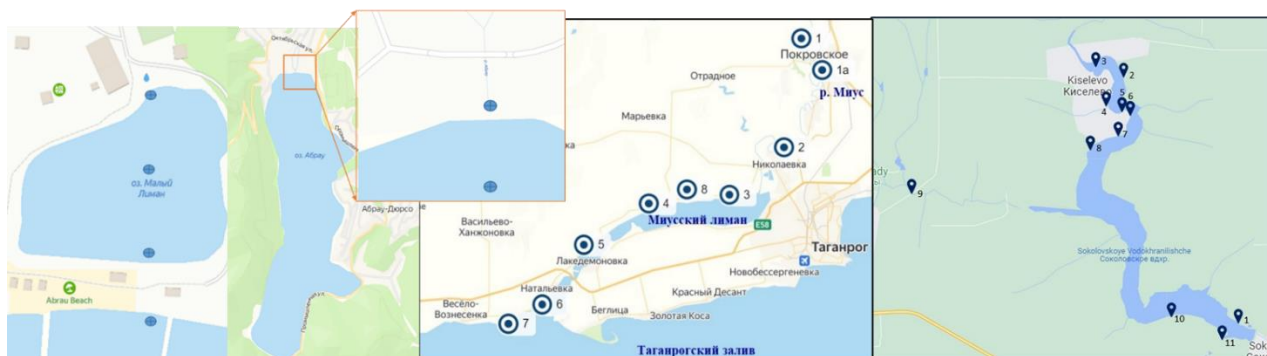 оз. Малый
Лиман
Abrau Beach
Октябрьская ул.
оз. Абрау
Абрау-Дюрсо
1
Покровское
1а
Отрадное
р. Миус
Марьевка
2
Николаевка
8
3
4
Миусский лиман
E58
Васильево-
Ханжоновка
5
Лакедемоновка
Таганрог
Новобессергеневка
Натальевка
6
Весёло-
Вознесенка
Беглица
Красный Десант
Золотая Коса
7
Таганрогский залив
3
2
Kiselevo
Киселево
5
6
4
7
8
9
Sokolovskoye Vodokhranilishche
Соколовское вдхр.
10
1
11